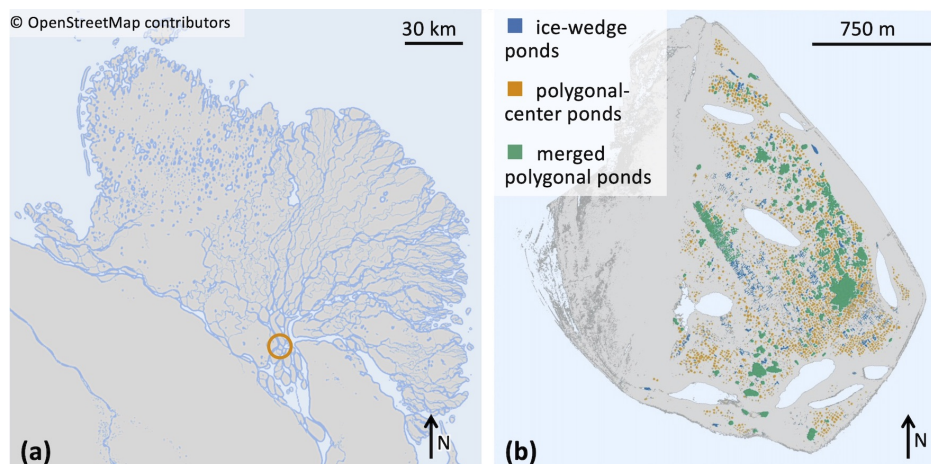 © OpenStreetMap contributors
30 km
N
(a)
ice-wedge
ponds
polygonal-
center ponds
merged
polygonal ponds
750 m
N
(b)